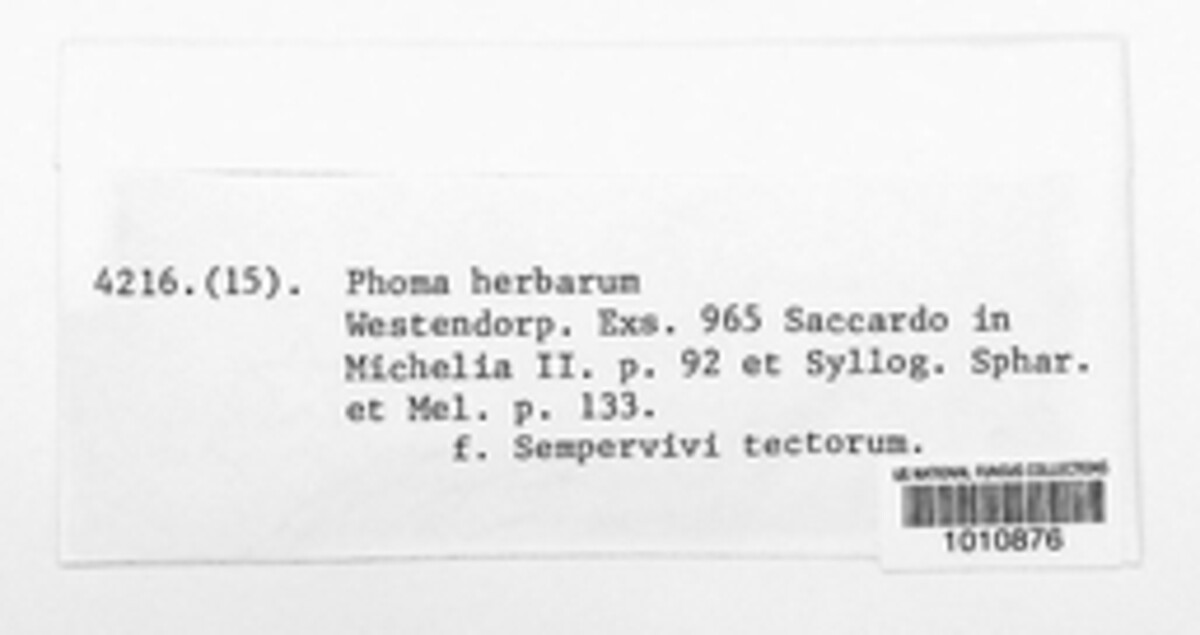 4216.(15). Phoma herbarum
Westendorp. Exs. 965 Saccardo in
Michelia II. p. 92 et Syllog. Sphar.
et Mel. p. 133.
f. Sempervivi tectorum.
US NATIONAL FUNGUS COLLECTIONS
1010876